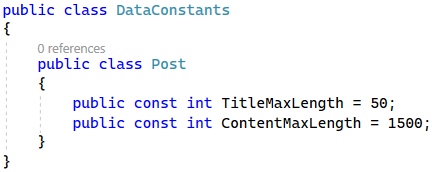 public class DataConstants
{
0 references
public class Post
{
public const int TitleMaxLength = 50;
public const int ContentMaxLength = 1500;
}
}